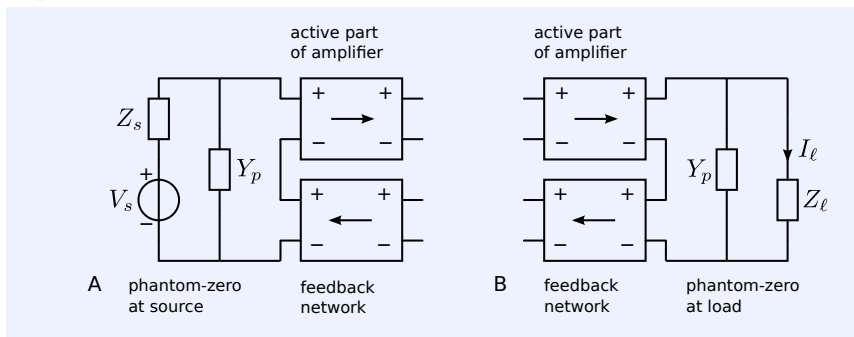 active part
of amplifier
Z_s
+
V_s
−
Y_p
+ +
− −
+ +
− −
A
phantom-zero
at source
feedback
network
active part
of amplifier
+ +
− −
+ +
− −
Y_p
I_ℓ
Z_ℓ
B
feedback
network
phantom-zero
at load